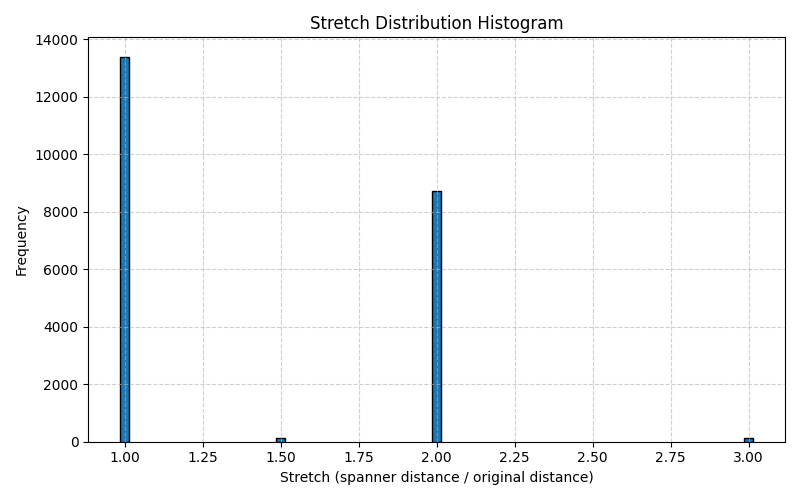 Stretch Distribution Histogram
14000
12000
10000
8000
6000
4000
2000
0
Frequency
1.00 1.25 1.50 1.75 2.00 2.25 2.50 2.75 3.00
Stretch (spanner distance / original distance)